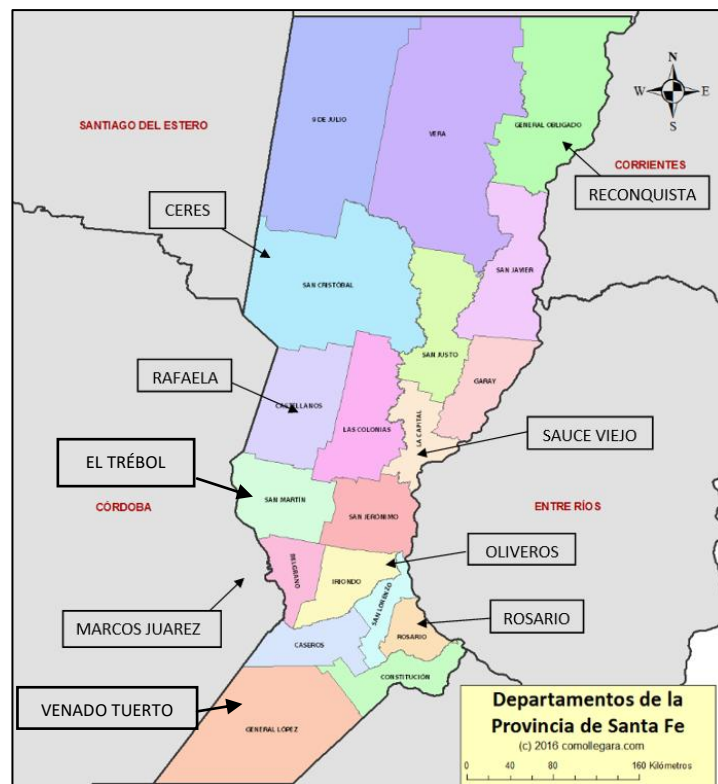 N
W E
S
SANTIAGO DEL ESTERO
9 DE JULIO
VERA
GENERAL OBLIGADO
CORRIENTES
RECONQUISTA
CERES
SAN CRISTÓBAL
SAN JAVIER
SAN JUSTO
GARAY
RAFAELA
CASTELLANOS
LAS COLONIAS
LA CAPITAL
SAUCE VIEJO
EL TRÉBOL
CÓRDOBA
SAN MARTÍN
SAN JERÓNIMO
ENTRE RÍOS
OLIVEROS
BELGRANO
IRIONDO
SAN LORENZO
MARCOS JUAREZ
ROSARIO
ROSARIO
CASEROS
CONSTITUCIÓN
VENADO TUERTO
GENERAL LÓPEZ
Departamentos de la
Provincia de Santa Fe
(c) 2016 comollegara.com
0 40 80 160 Kilómetros